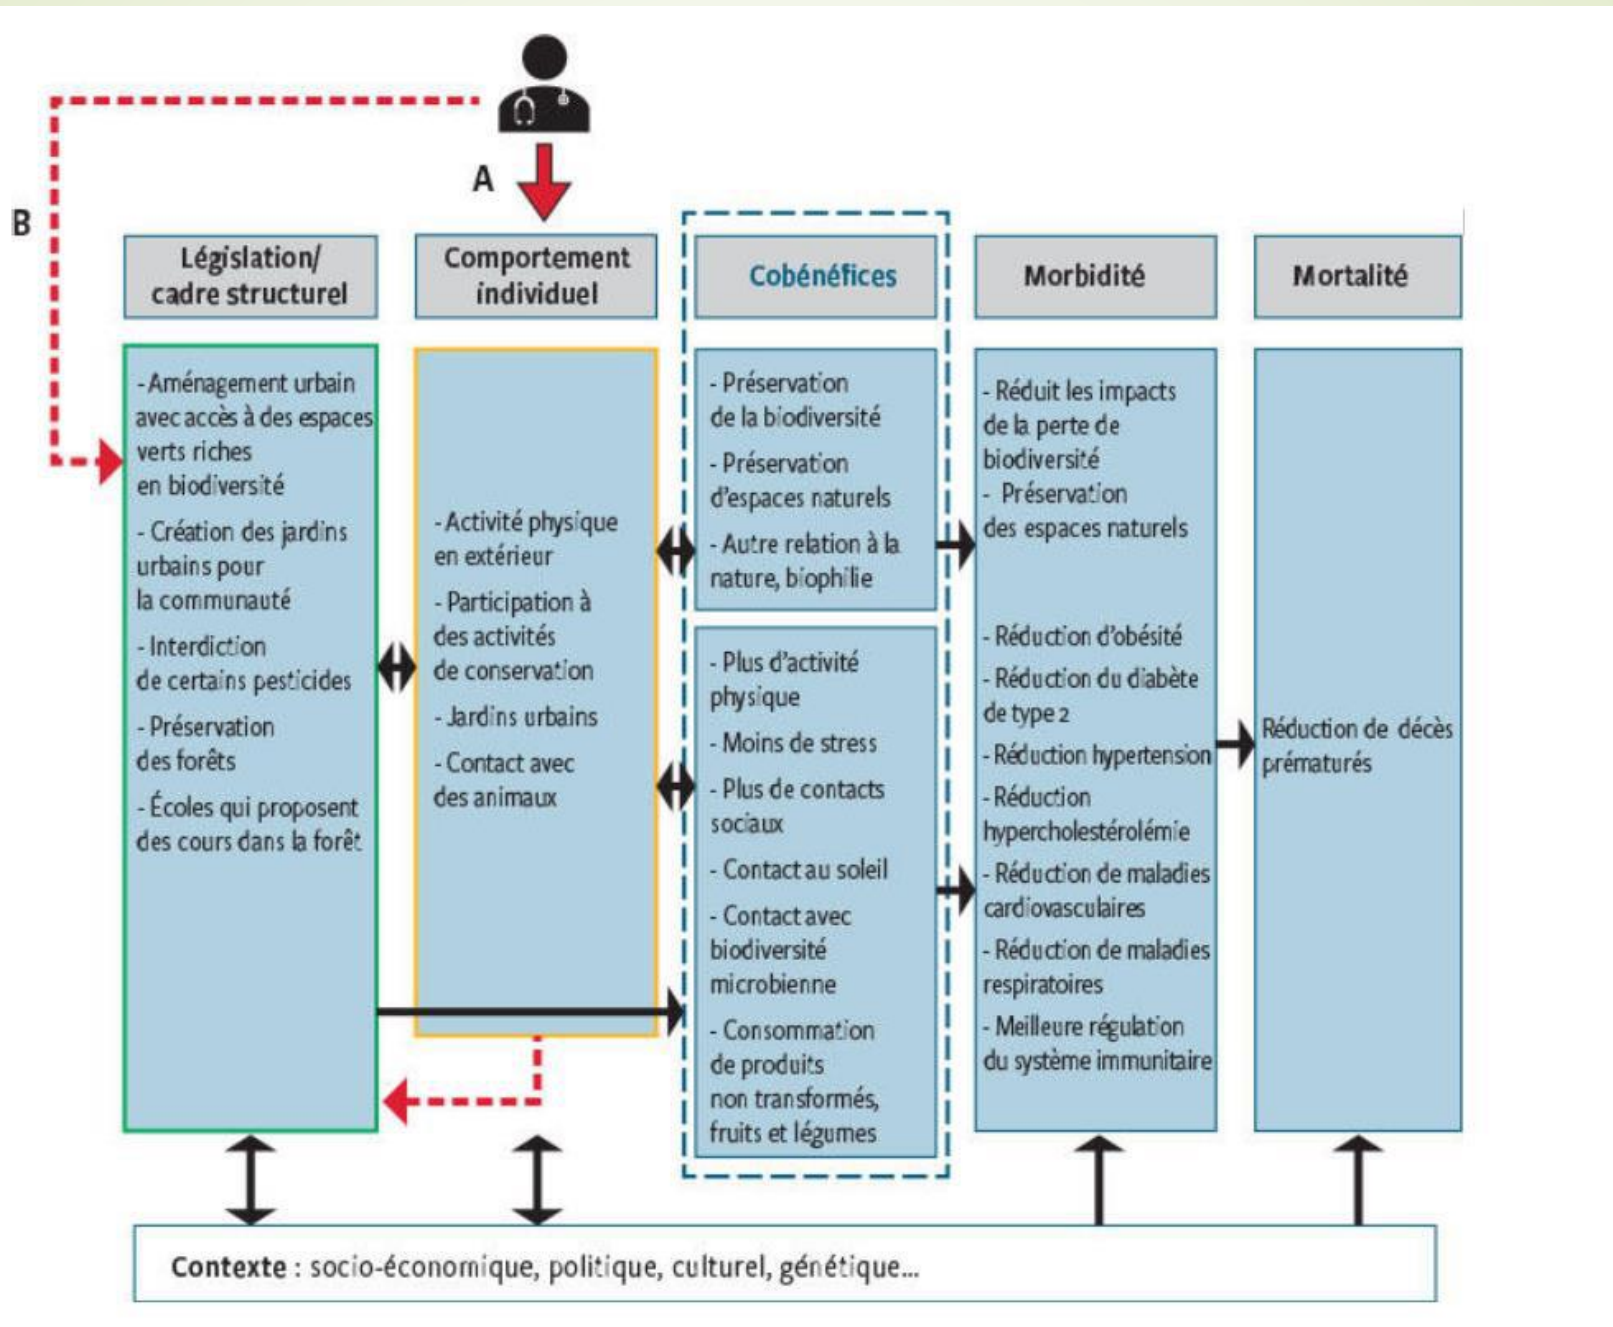 A
B
Législation/
cadre structurel
Comportement
individuel
Cobénéfices
Morbidité
Mortalité
- Aménagement urbain
avec accès à des espaces
verts riches
en biodiversité
- Création des jardins
urbains pour
la communauté
- Interdiction
de certains pesticides
- Préservation
des forêts
- Écoles qui proposent
des cours dans la forêt
- Activité physique
en extérieur
- Participation à
des activités
de conservation
- Jardins urbains
- Contact avec
des animaux
- Préservation
de la biodiversité
- Préservation
d'espaces naturels
- Autre relation à la
nature, biophilie
- Plus d'activité
physique
- Moins de stress
- Plus de contacts
sociaux
- Contact au soleil
- Contact avec
biodiversité
microbienne
- Consommation
de produits
non transformés,
fruits et légumes
- Réduit les impacts
de la perte de
biodiversité
- Préservation
des espaces naturels
- Réduction d'obésité
- Réduction du diabète
de type 2
- Réduction hypertension
- Réduction
hypercholestérolémie
- Réduction de maladies
cardiovasculaires
- Réduction de maladies
respiratoires
- Meilleure régulation
du système immunitaire
Réduction de décès
prématurés
Contexte : socio-économique, politique, culturel, génétique...